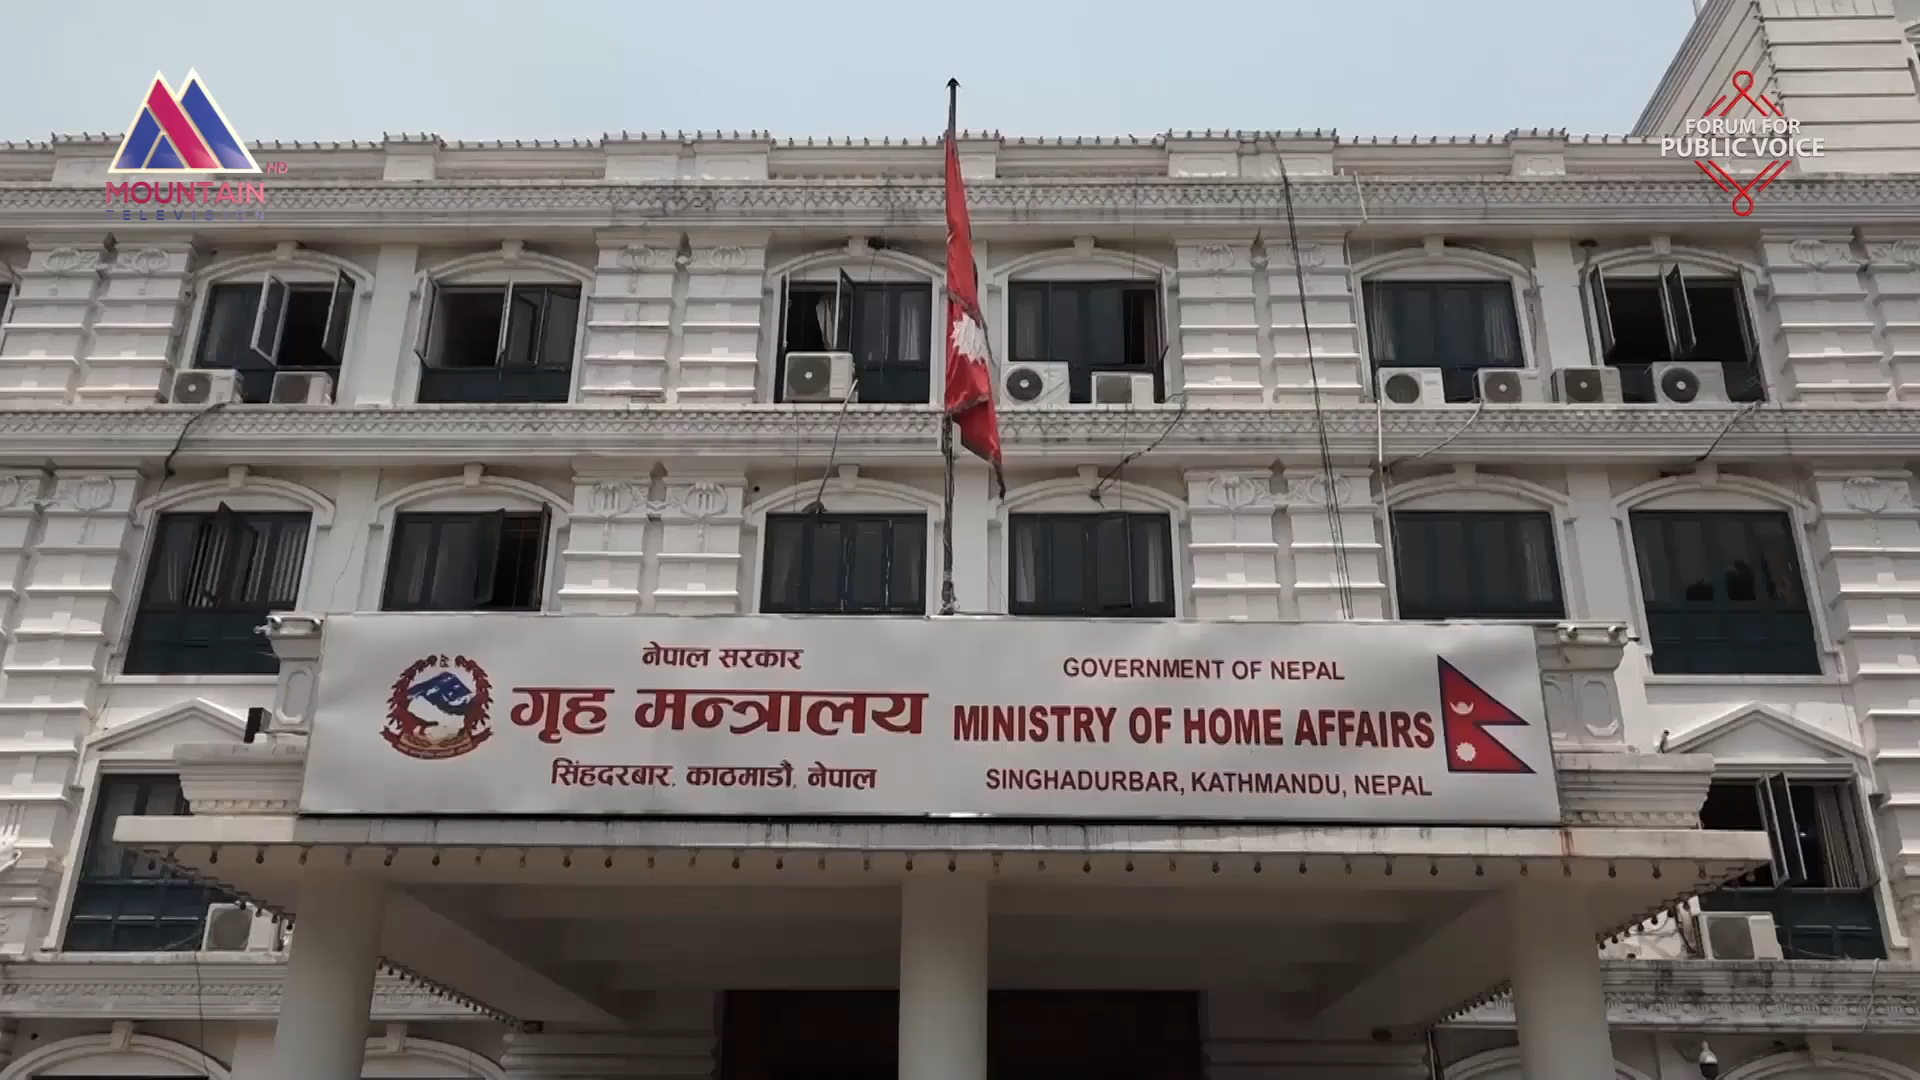 MOUNTAIN HD
TELEVISION
FORUM FOR
PUBLIC VOICE
नेपाल सरकार
गृह मन्त्रालय
सिंहदरबार, काठमाडौं, नेपाल
GOVERNMENT OF NEPAL
MINISTRY OF HOME AFFAIRS
SINGHADURBAR, KATHMANDU, NEPAL